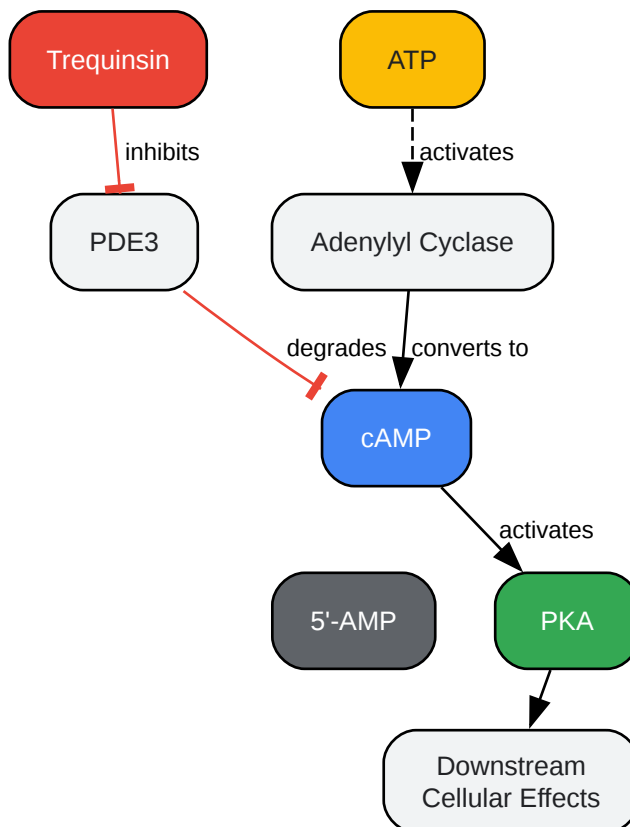 Trequinsin
ATP
inhibits
activates
PDE3
Adenylyl Cyclase
degrades
converts to
cAMP
activates
5'-AMP
PKA
Downstream
Cellular Effects